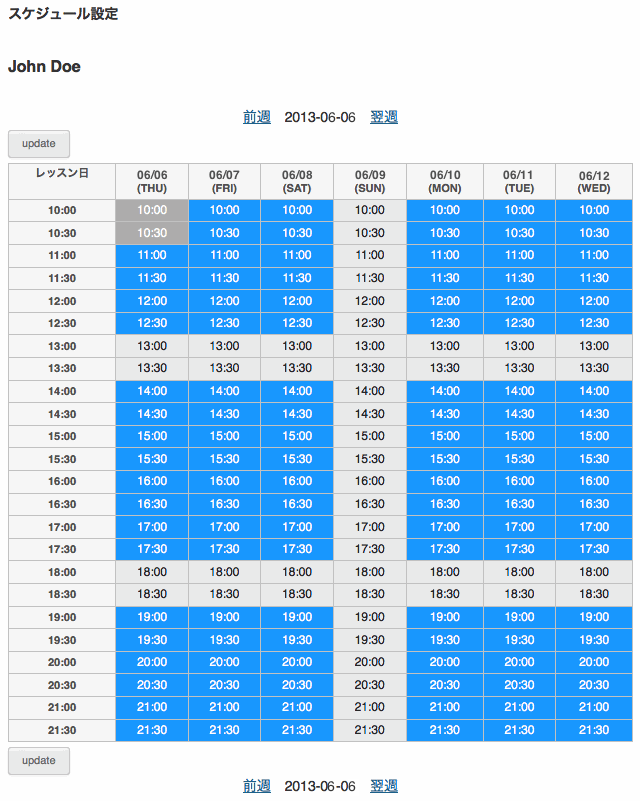 スケジュール設定
John Doe
前週 2013-06-06 翌週
update
レッスン日 06/06 (THU) 06/07 (FRI) 06/08 (SAT) 06/09 (SUN) 06/10 (MON) 06/11 (TUE) 06/12 (WED)
10:00 10:00 10:00 10:00 10:00 10:00 10:00 10:00
10:30 10:30 10:30 10:30 10:30 10:30 10:30 10:30
11:00 11:00 11:00 11:00 11:00 11:00 11:00 11:00
11:30 11:30 11:30 11:30 11:30 11:30 11:30 11:30
12:00 12:00 12:00 12:00 12:00 12:00 12:00 12:00
12:30 12:30 12:30 12:30 12:30 12:30 12:30 12:30
13:00 13:00 13:00 13:00 13:00 13:00 13:00 13:00
13:30 13:30 13:30 13:30 13:30 13:30 13:30 13:30
14:00 14:00 14:00 14:00 14:00 14:00 14:00 14:00
14:30 14:30 14:30 14:30 14:30 14:30 14:30 14:30
15:00 15:00 15:00 15:00 15:00 15:00 15:00 15:00
15:30 15:30 15:30 15:30 15:30 15:30 15:30 15:30
16:00 16:00 16:00 16:00 16:00 16:00 16:00 16:00
16:30 16:30 16:30 16:30 16:30 16:30 16:30 16:30
17:00 17:00 17:00 17:00 17:00 17:00 17:00 17:00
17:30 17:30 17:30 17:30 17:30 17:30 17:30 17:30
18:00 18:00 18:00 18:00 18:00 18:00 18:00 18:00
18:30 18:30 18:30 18:30 18:30 18:30 18:30 18:30
19:00 19:00 19:00 19:00 19:00 19:00 19:00 19:00
19:30 19:30 19:30 19:30 19:30 19:30 19:30 19:30
20:00 20:00 20:00 20:00 20:00 20:00 20:00 20:00
20:30 20:30 20:30 20:30 20:30 20:30 20:30 20:30
21:00 21:00 21:00 21:00 21:00 21:00 21:00 21:00
21:30 21:30 21:30 21:30 21:30 21:30 21:30 21:30
update
前週 2013-06-06 翌週